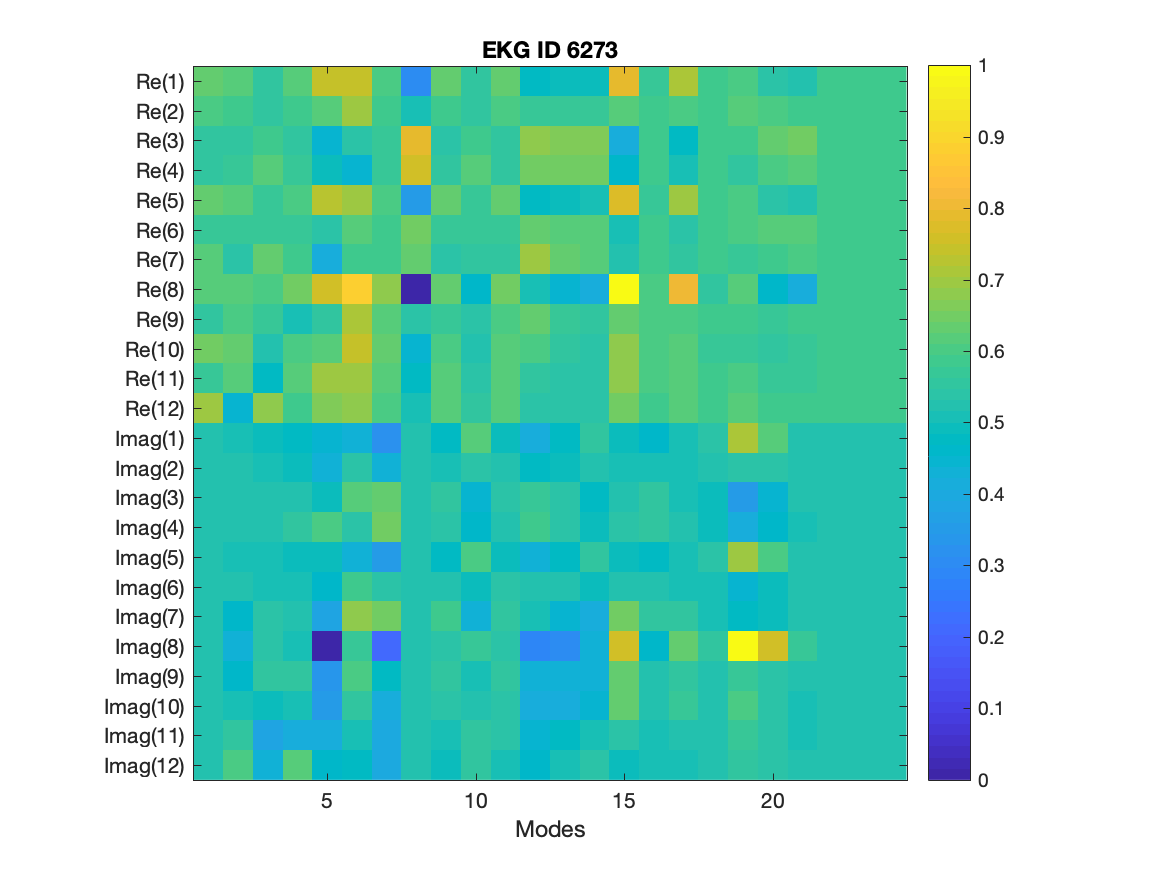 EKG ID 6273
Re(1)
Re(2)
Re(3)
Re(4)
Re(5)
Re(6)
Re(7)
Re(8)
Re(9)
Re(10)
Re(11)
Re(12)
Imag(1)
Imag(2)
Imag(3)
Imag(4)
Imag(5)
Imag(6)
Imag(7)
Imag(8)
Imag(9)
Imag(10)
Imag(11)
Imag(12)
5 10 15 20
Modes
1
0.9
0.8
0.7
0.6
0.5
0.4
0.3
0.2
0.1
0